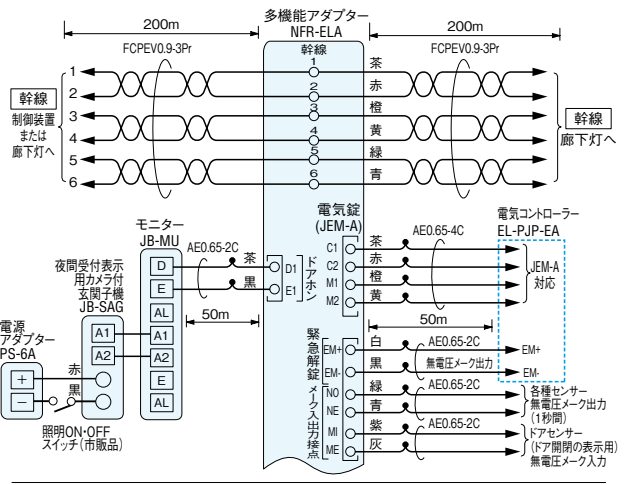 多機能アダプター
NFR-ELA
200m
200m
FCPEV0.9-3Pr
FCPEV0.9-3Pr
幹線
1
1
茶
2
2
赤
3
3
橙
4
4
黄
5
5
緑
6
6
青
幹線
制御装置
または
廊下灯へ
幹線
廊下灯へ
電気錠
(JEM-A)
C1
茶
C2
赤
M1
橙
M2
黄
AE0.65-4C
電気コントローラー
EL-PJP-EA
JEM-A
対応
50m
モニター
JB-MU
D
E
AL
A1
A2
E
AL
AE0.65-2C
茶
黒
50m
D1
E1
ドアホン
夜間受付表示
用カメラ付
玄関子機
JB-SAG
A1
A2
電源
アダプター
PS-6A
+
−
赤
黒
照明ON・OFF
スイッチ(市販品)
緊急解錠
EM+
白
AE0.65-2C
EM+
EM-
黒
無電圧メーク出力
EM-
メーク入出力接点
NO
緑
AE0.65-2C
NE
青
各種センサー
無電圧メーク出力
(1秒間)
MI
紫
AE0.65-2C
ME
灰
ドアセンサー
(ドア開閉の表示用)
無電圧メーク入力